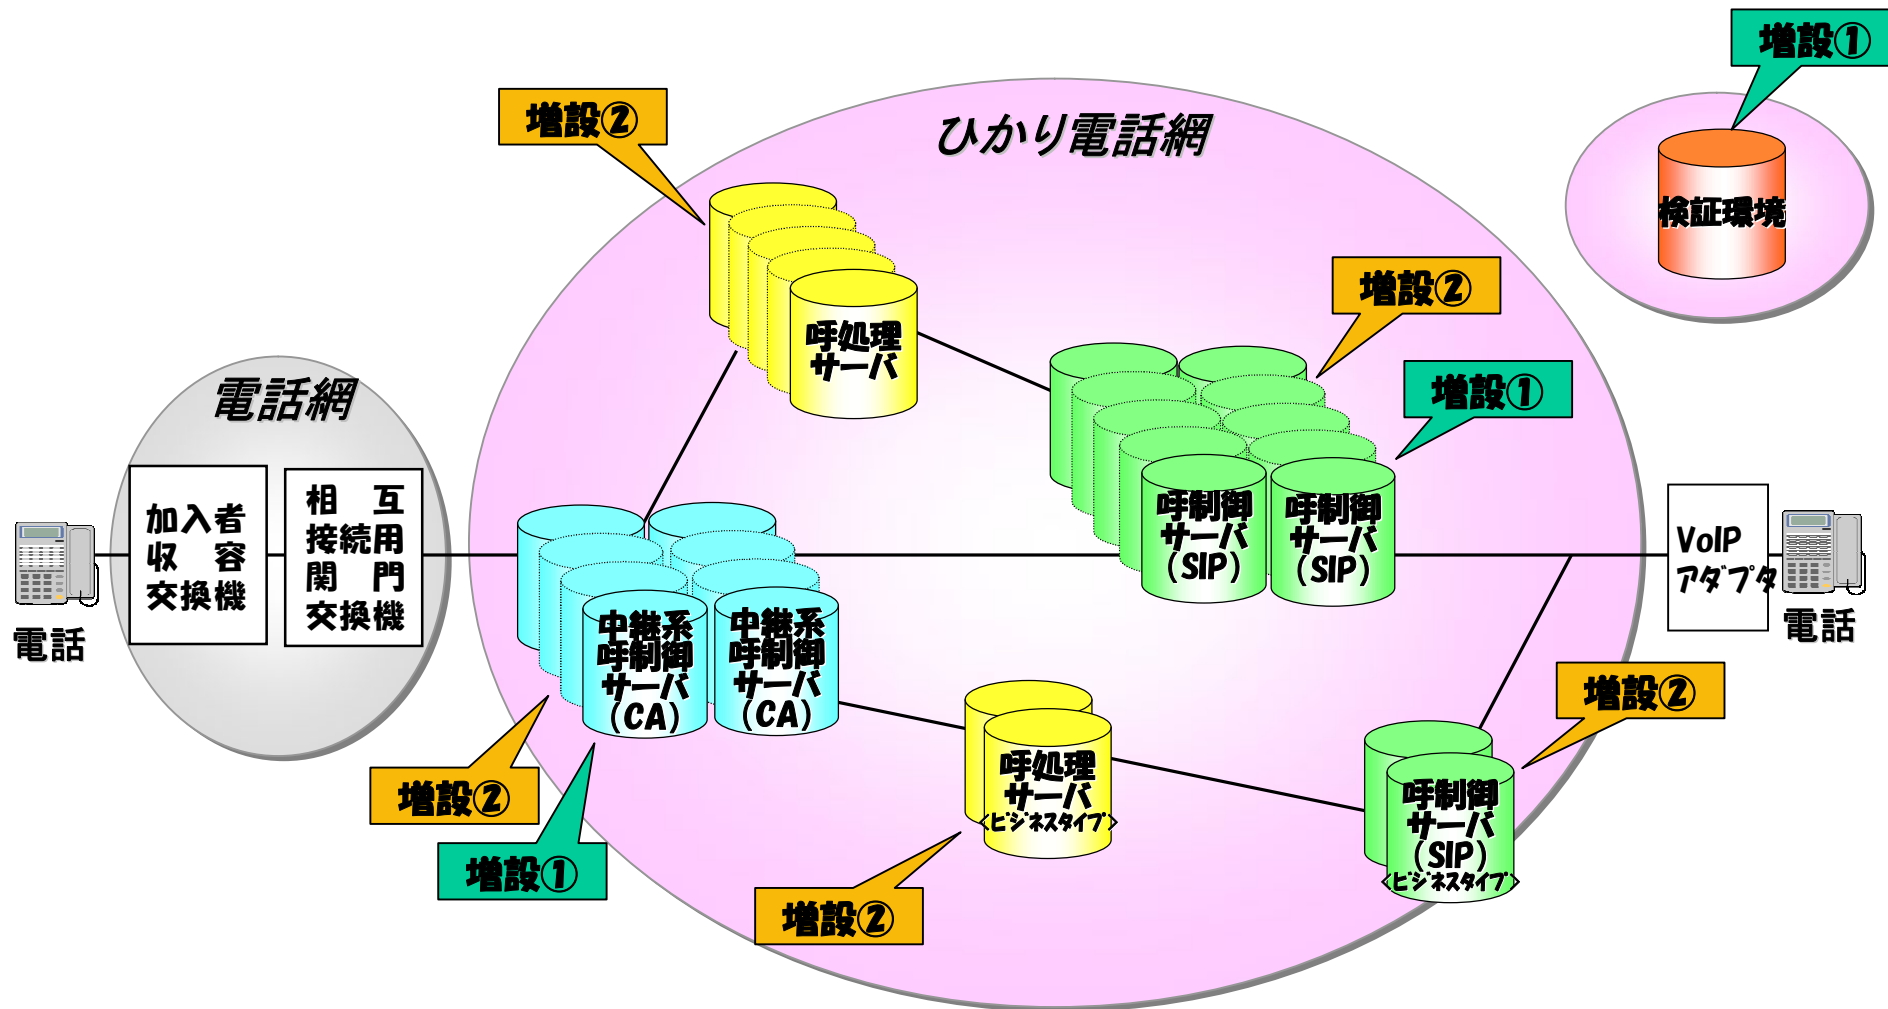 増設①
増設②
ひかり電話網
検証環境
増設②
呼処理
サーバ
増設①
電話網
加入者
収　容
交換機
相　互
接続用
関　門
交換機
呼制御
サーバ
（SIP）
呼制御
サーバ
（SIP）
VoIP
アダプタ
電話
電話
中継系
呼制御
サーバ
（CA）
中継系
呼制御
サーバ
（CA）
増設②
呼処理
サーバ
<ビジネスタイプ>
呼制御
サーバ
（SIP）
<ビジネスタイプ>
増設②
増設①
増設②